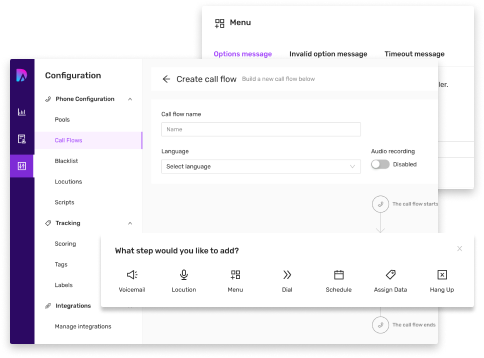 Menu
Options message Invalid option message Timeout message
ler.
Configuration
Phone Configuration
Pools
Call Flows
Blacklist
Locutions
Scripts
Tracking
Scoring
Tags
Labels
Integrations
Manage integrations
Create call flow Build a new call flow below
Call flow name
Name
Language
Select language
Audio recording
Disabled
The call flow starts
What step would you like to add?
Voicemail Locution Menu Dial Schedule Assign Data Hang Up
The call flow ends